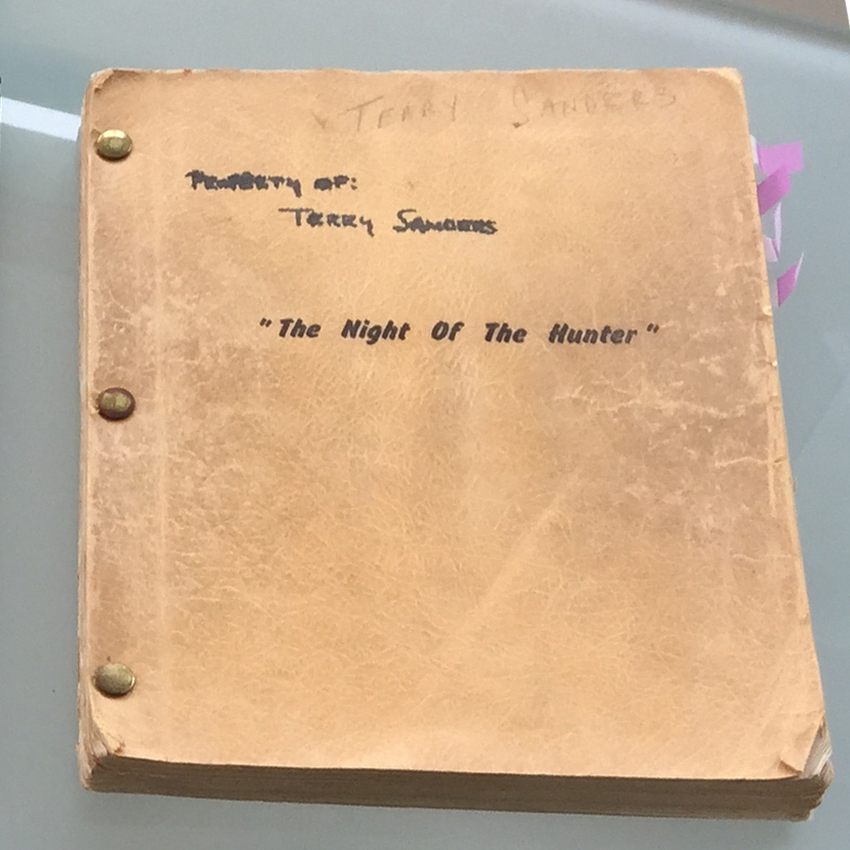 TERRY SANDERS
PROPERTY OF:
TERRY SANDERS
"The Night Of The Hunter"